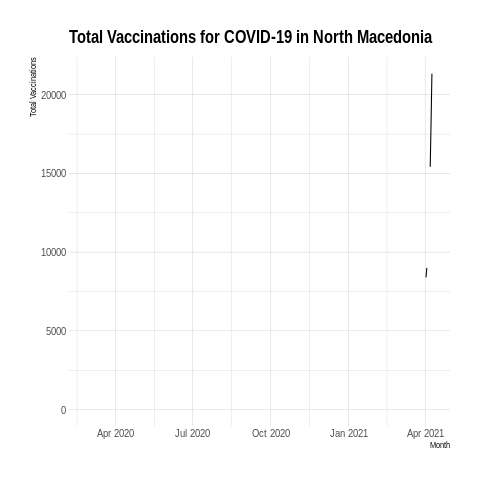 Total Vaccinations for COVID-19 in North Macedonia
Total Vaccinations
20000
15000
10000
5000
0
Apr 2020 Jul 2020 Oct 2020 Jan 2021 Apr 2021
Month